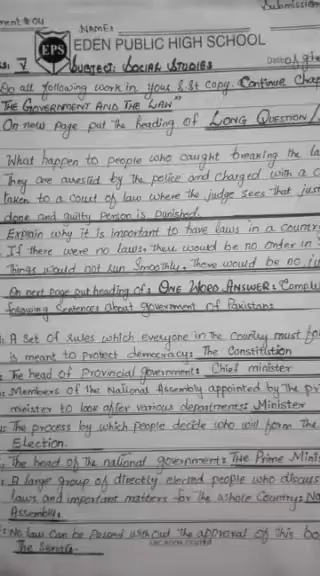 Submission
ment # 04
NAME:
EPS EDEN PUBLIC HIGH SCHOOL
SS: V SUBJECT: SOCIAL STUDIES Date of giv
Do all following work in your S.St copy. Continue Chap
THE GOVERNMENT AND THE LAW"
On new page put the heading of LONG QUESTION/
What happen to people who caught breaking the la
They are arrested by the police and charged with a c
taken to a court of law where the judge sees that just
done and guilty Person is punished.
Explain why it is important to have laws in a country
If there were no laws, there would be no order in s
Things would not run Smoothly. There would be no ju
On next page put heading of: ONE WORD ANSWER: Comple
following sentences about government of Pakistan:
A set of rules which everyone in the country must fo
is meant to protect democracy: The Constitution
The head of Provincial government: Chief minister
Members of the National Assembly appointed by the pr
minister to look after various departments: Minister
The process by which people decide who will form the
Election.
The head of the national government: The Prime Minis
A large group of directly elected people who discuss
laws and important matters for the whole country: Na
Assembly.
No law can be passed without the approval of this bo
The Senate.